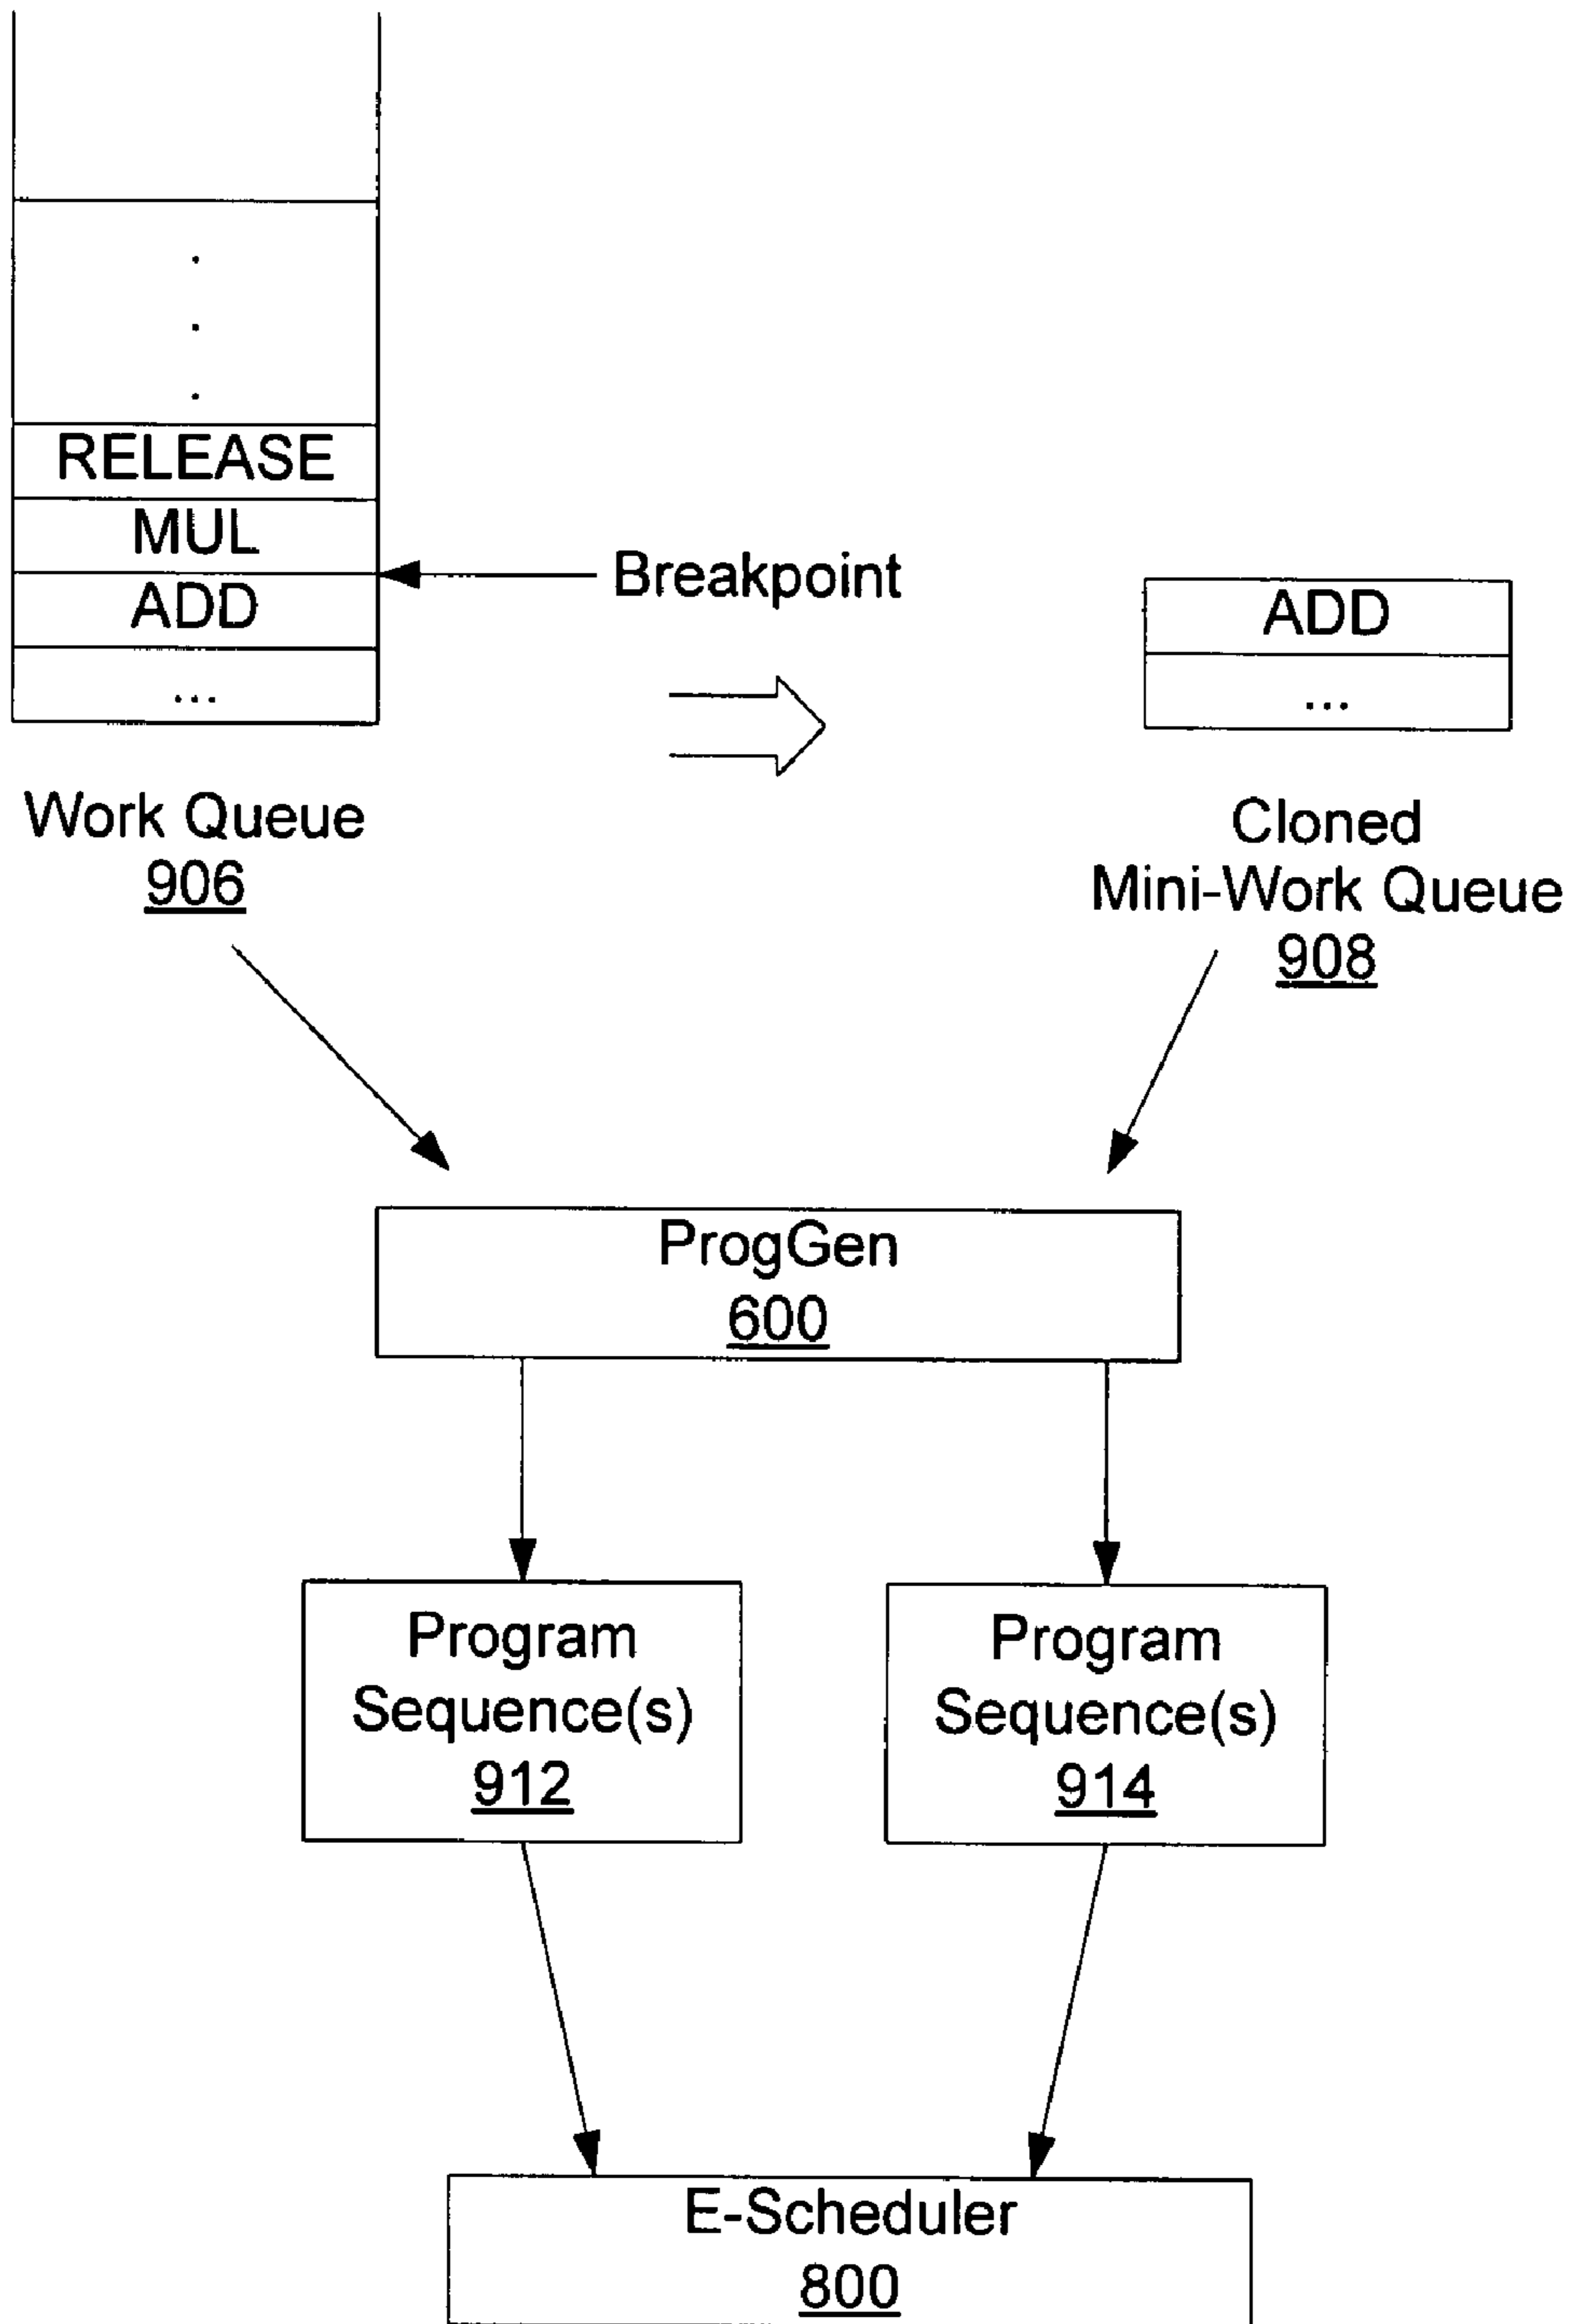 .
.
.
RELEASE
MUL
ADD
...
Breakpoint
ADD
...
Work Queue
906
Cloned
Mini-Work Queue
908
ProgGen
600
Program
Sequence(s)
912
Program
Sequence(s)
914
E-Scheduler
800